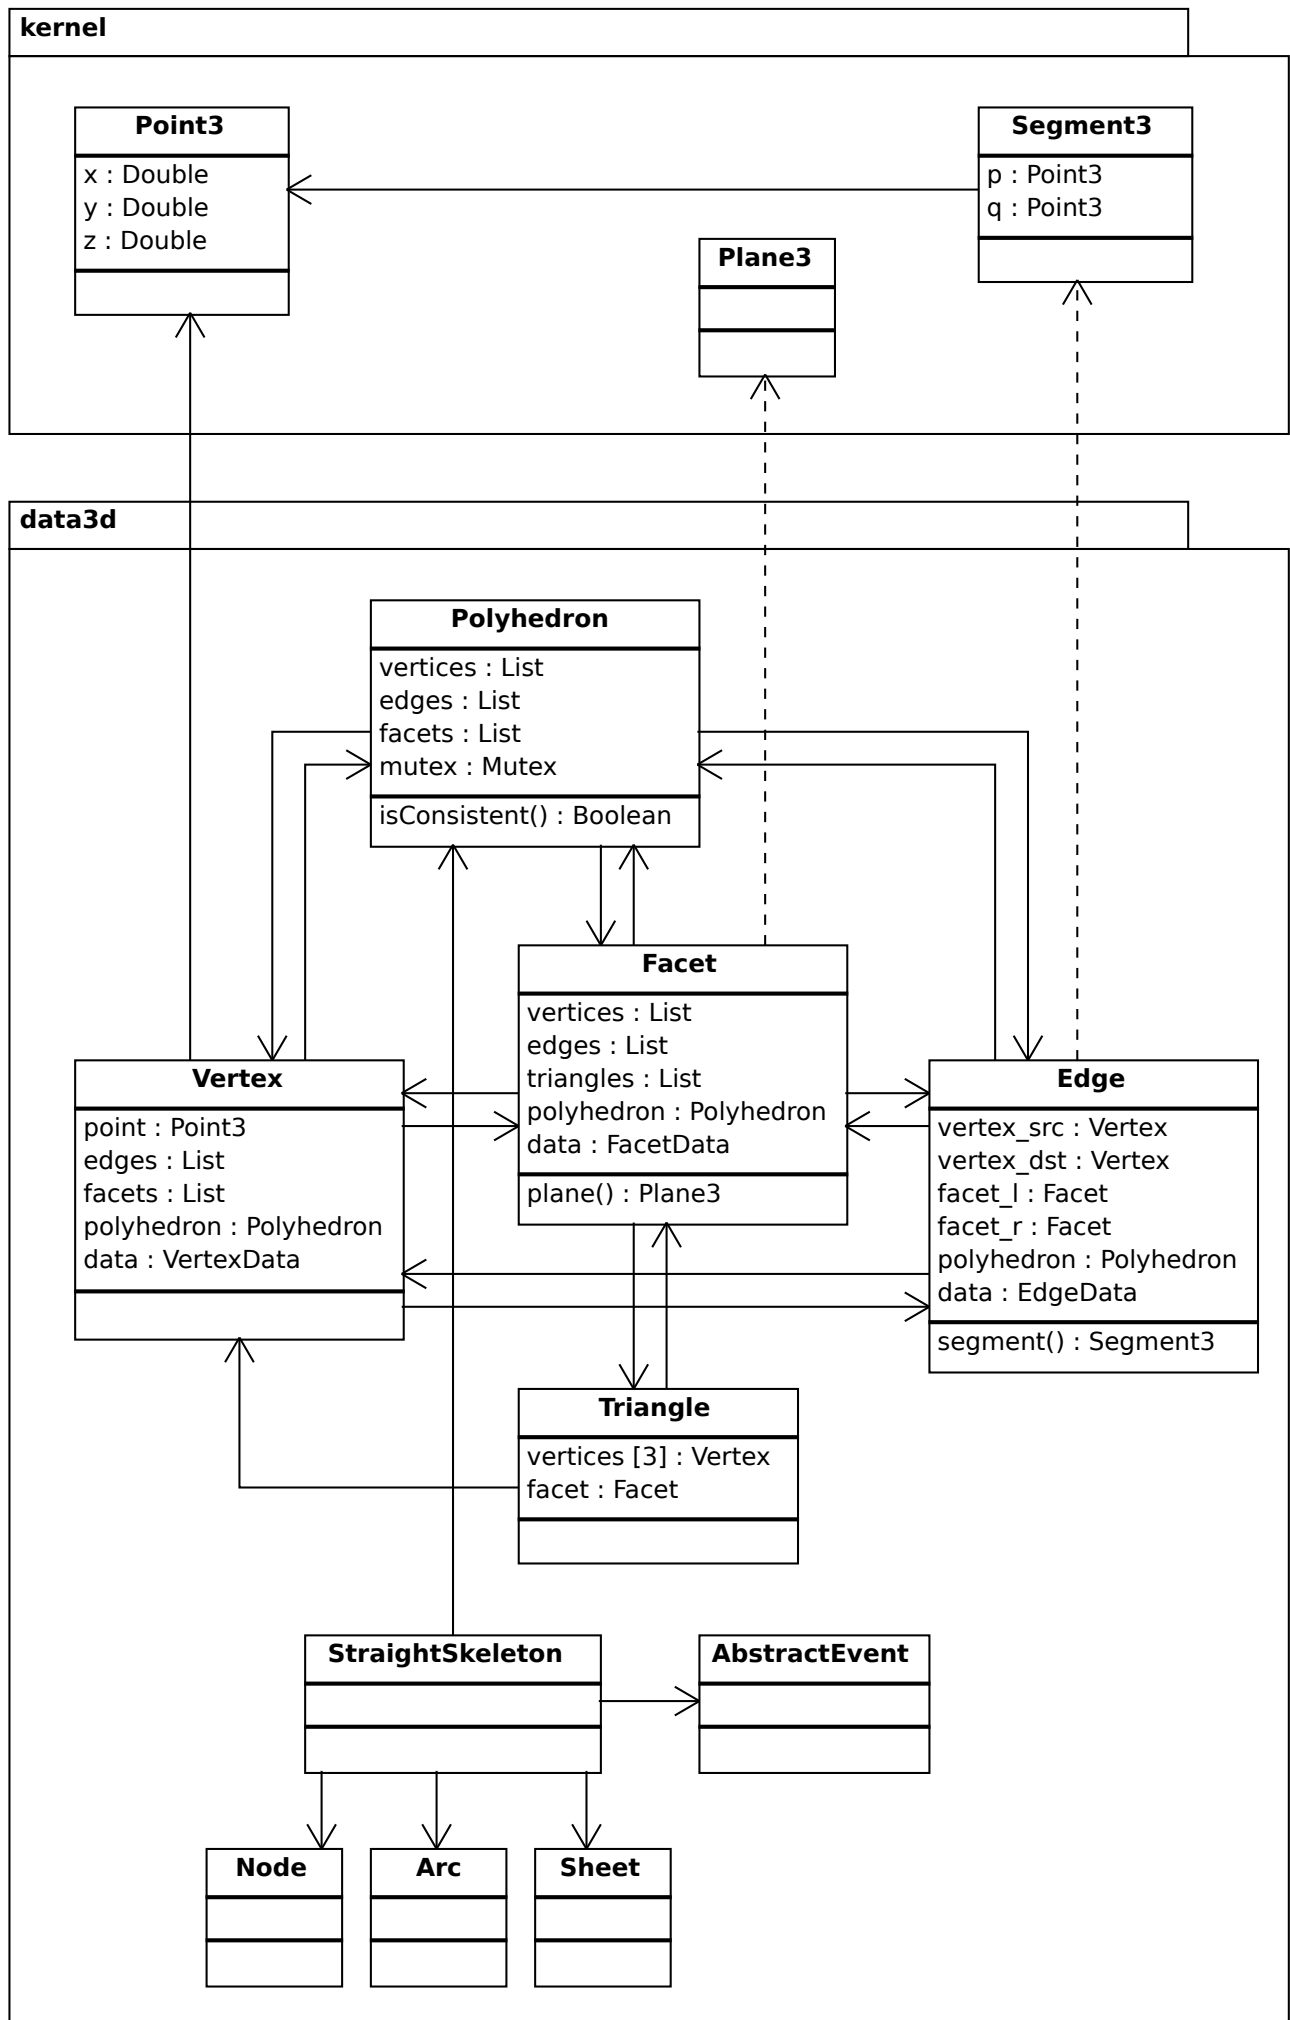 kernel
Point3
x : Double
y : Double
z : Double
Segment3
p : Point3
q : Point3
Plane3
data3d
Polyhedron
vertices : List
edges : List
facets : List
mutex : Mutex
isConsistent() : Boolean
Facet
vertices : List
edges : List
triangles : List
polyhedron : Polyhedron
data : FacetData
plane() : Plane3
Vertex
point : Point3
edges : List
facets : List
polyhedron : Polyhedron
data : VertexData
Edge
vertex_src : Vertex
vertex_dst : Vertex
facet_l : Facet
facet_r : Facet
polyhedron : Polyhedron
data : EdgeData
segment() : Segment3
Triangle
vertices [3] : Vertex
facet : Facet
StraightSkeleton
AbstractEvent
Node
Arc
Sheet